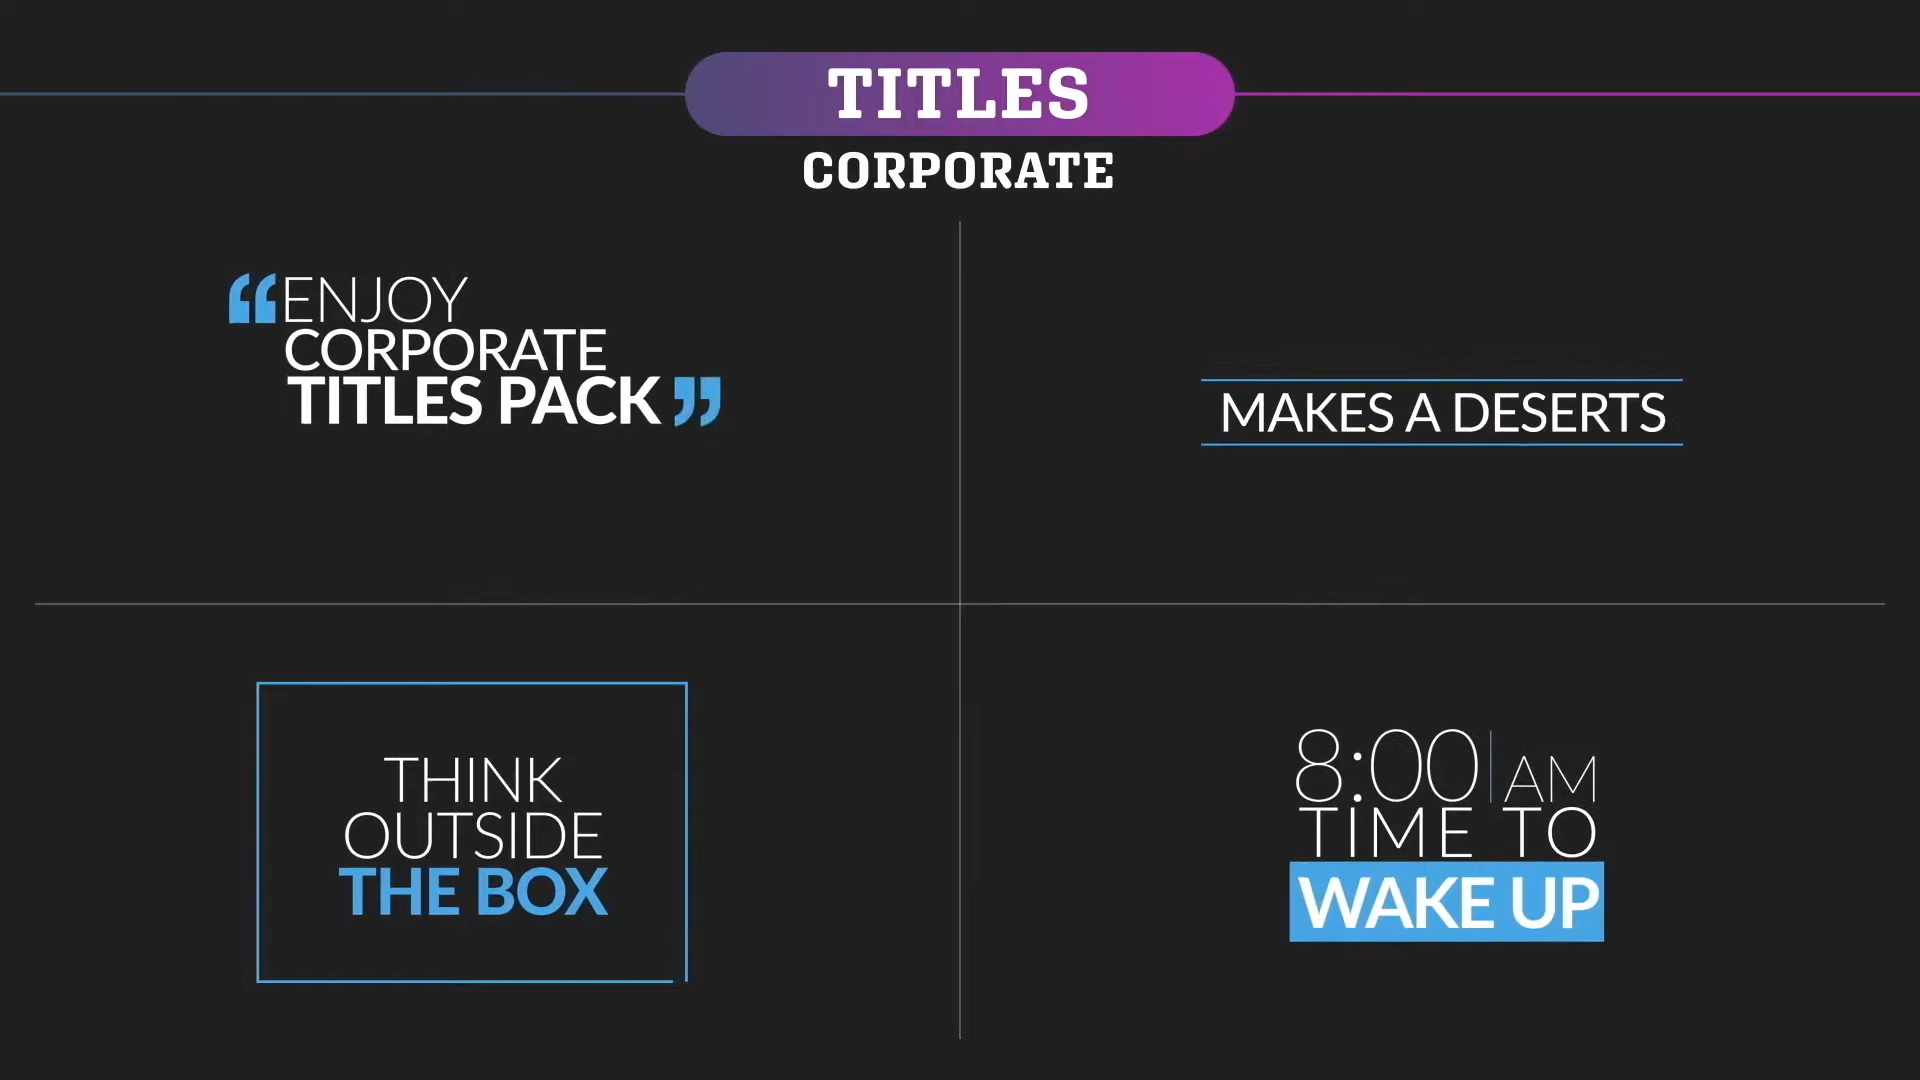 TITLES
CORPORATE
“ENJOY
CORPORATE
TITLES PACK”
MAKES A DESERTS
THINK
OUTSIDE
THE BOX
8:00|AM
TIME TO
WAKE UP